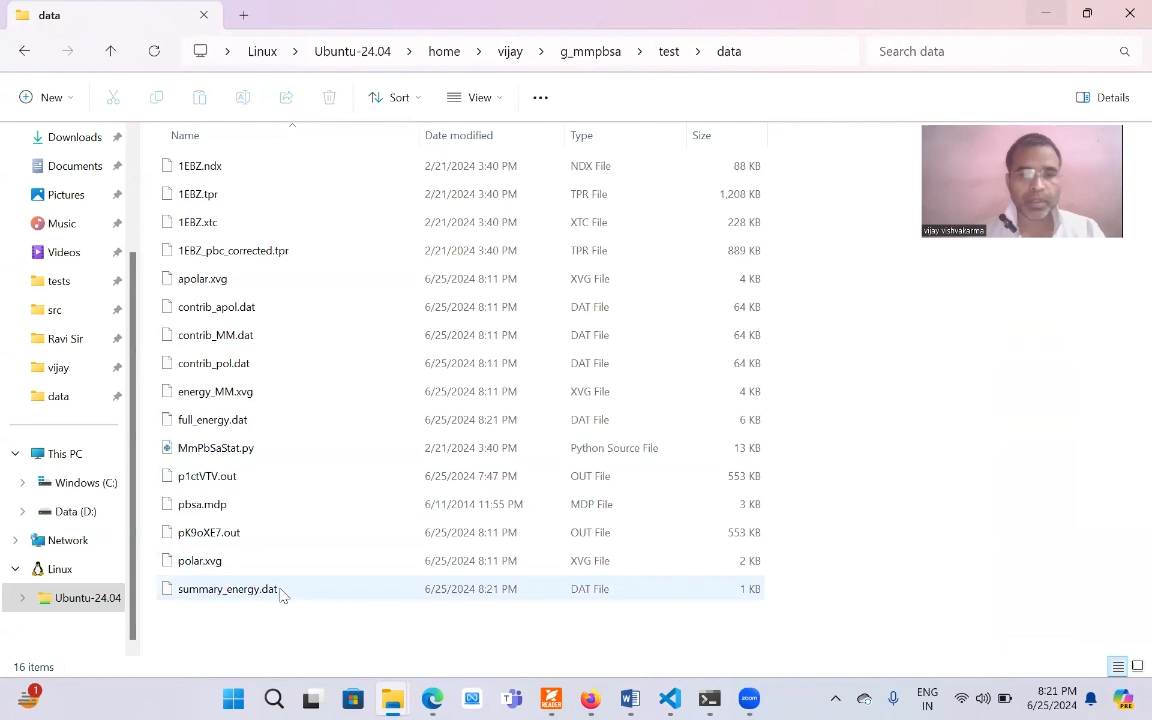 data
Linux > Ubuntu-24.04 > home > vijay > g_mmpbsa > test > data
Search data
New
Sort
View
Details
Name Date modified Type Size
Downloads
Documents
Pictures
Music
Videos
tests
src
Ravi Sir
vijay
data
This PC
Windows (C:)
Data (D:)
Network
Linux
Ubuntu-24.04
1EBZ.ndx 2/21/2024 3:40 PM NDX File 88 KB
1EBZ.tpr 2/21/2024 3:40 PM TPR File 1,208 KB
1EBZ.xtc 2/21/2024 3:40 PM XTC File 228 KB
1EBZ_pbc_corrected.tpr 2/21/2024 3:40 PM TPR File 889 KB
apolar.xvg 6/25/2024 8:11 PM XVG File 4 KB
contrib_apol.dat 6/25/2024 8:11 PM DAT File 64 KB
contrib_MM.dat 6/25/2024 8:11 PM DAT File 64 KB
contrib_pol.dat 6/25/2024 8:11 PM DAT File 64 KB
energy_MM.xvg 6/25/2024 8:11 PM XVG File 4 KB
full_energy.dat 6/25/2024 8:21 PM DAT File 6 KB
MmPbSaStat.py 2/21/2024 3:40 PM Python Source File 13 KB
p1ctVTV.out 6/25/2024 7:47 PM OUT File 553 KB
pbsa.mdp 6/11/2014 11:55 PM MDP File 3 KB
pK9oXE7.out 6/25/2024 8:11 PM OUT File 553 KB
polar.xvg 6/25/2024 8:11 PM XVG File 2 KB
summary_energy.dat 6/25/2024 8:21 PM DAT File 1 KB
vijay vishvakarma
16 items
1
READER
zoom
ENG
IN
8:21 PM
6/25/2024
PRE